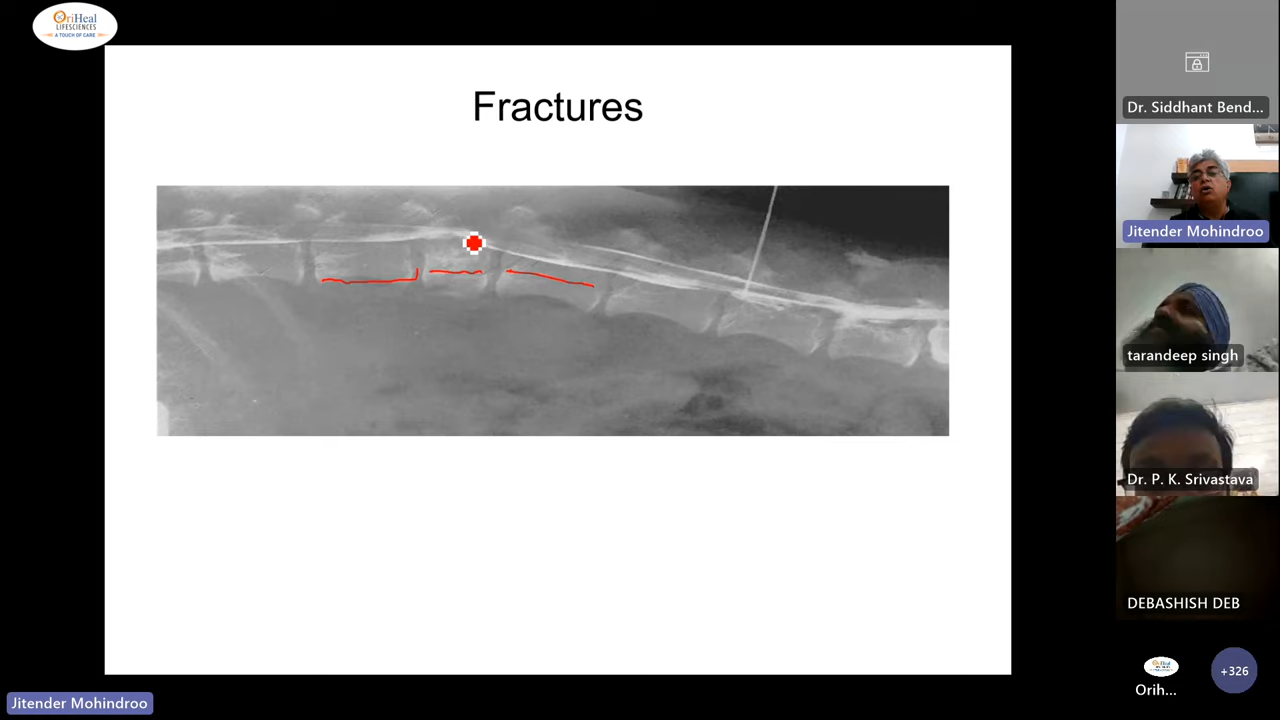 OriHeal
LIFESCIENCES
A TOUCH OF CARE
Fractures
Dr. Siddhant Bend...
Jitender Mohindroo
tarandeep singh
Dr. P. K. Srivastava
DEBASHISH DEB
Orih...
+326
Jitender Mohindroo